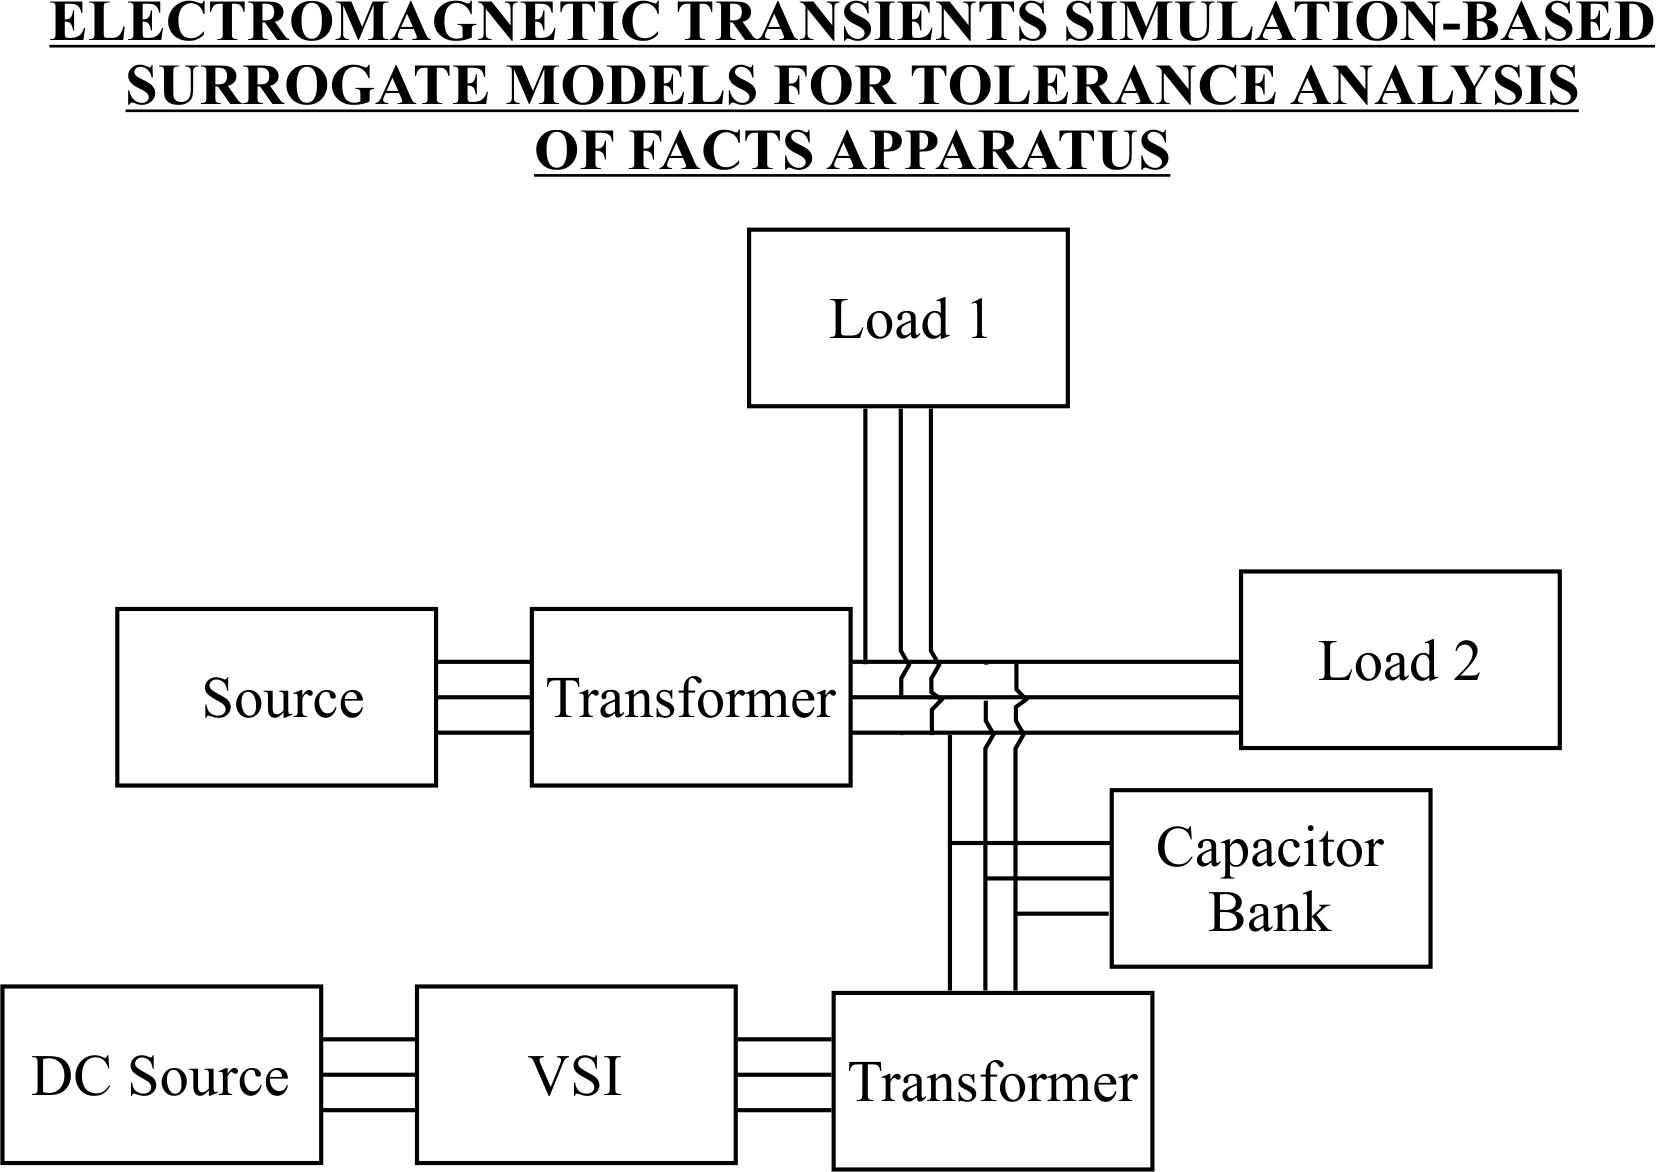 ELECTROMAGNETIC TRANSIENTS SIMULATION-BASED
SURROGATE MODELS FOR TOLERANCE ANALYSIS
OF FACTS APPARATUS
Load 1
Source
Transformer
Load 2
Capacitor
Bank
DC Source
VSI
Transformer